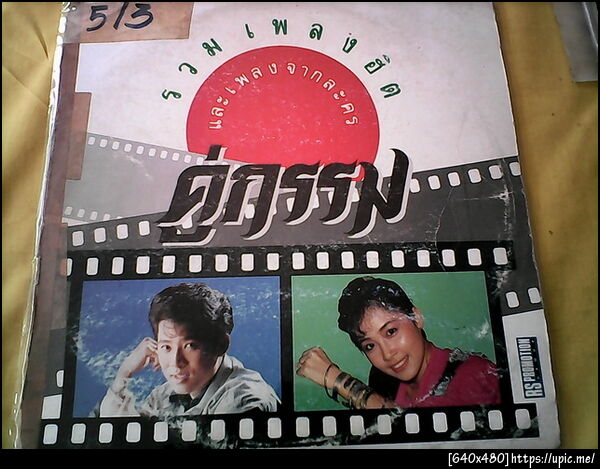 5/3
รวมเพลงฮิต
และเพลงจากละคร
คู่กรรม
RS PROMOTION
[640x480]https://upic.me/